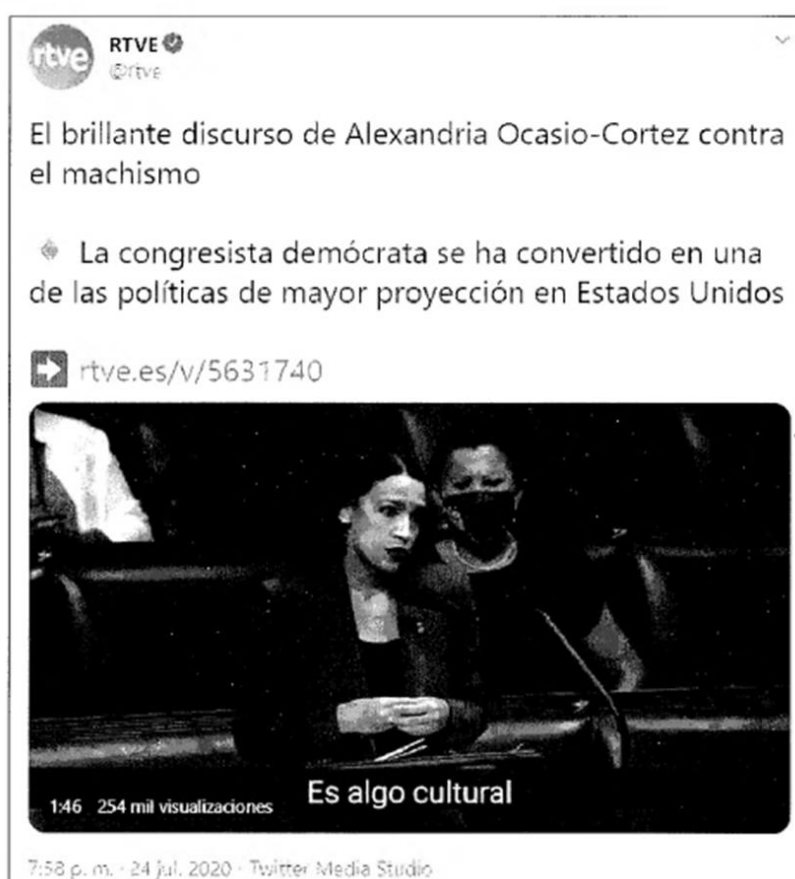 rtve
RTVE
@rtve
El brillante discurso de Alexandria Ocasio-Cortez contra
el machismo
La congresista demócrata se ha convertido en una
de las políticas de mayor proyección en Estados Unidos
rtve.es/v/5631740
Es algo cultural
1:46 254 mil visualizaciones
7:58 p. m. · 24 jul. 2020 · Twitter Media Studio